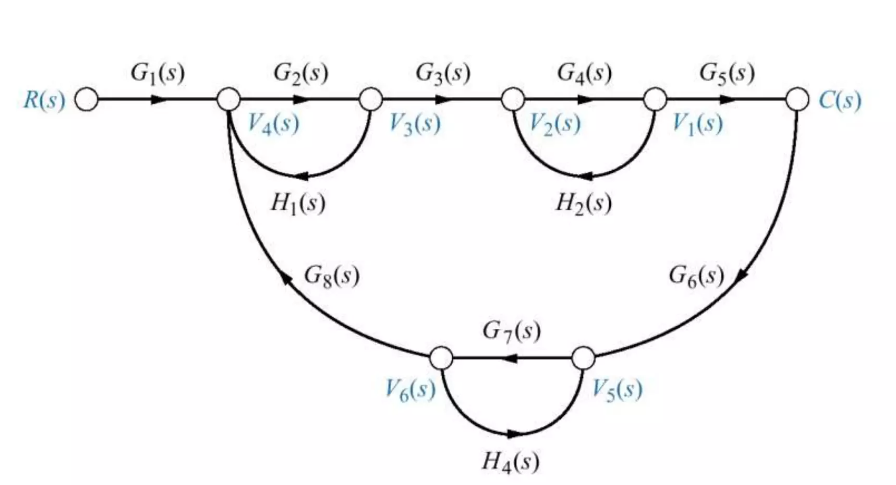 G₁(s) G₂(s) G₃(s) G₄(s) G₅(s)
R(s) C(s)
V₄(s) V₃(s) V₂(s) V₁(s)
H₁(s) H₂(s)
G₈(s) G₆(s)
G₇(s)
V₆(s) V₅(s)
H₄(s)